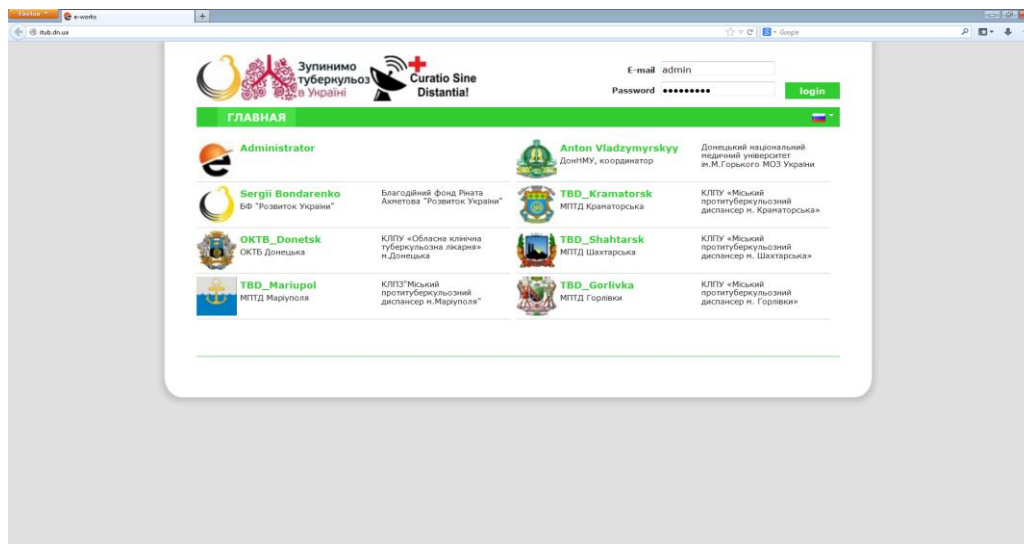 Firefox
e-works
itub.dn.ua
Google
Зупинимо
туберкульоз
в Україні
Curatio Sine
Distantia!
E-mail admin
Password •••••••••
login
ГЛАВНАЯ
Administrator
Anton Vladzymyrskyy
ДонНМУ, координатор
Донецький національний
медичний університет
ім.М.Горького МОЗ України
Sergii Bondarenko
БФ "Розвиток України"
Благодійний фонд Ріната
Ахметова "Розвиток України"
TBD_Kramatorsk
МПТД Краматорська
КЛПУ «Міський
протитуберкульозний
диспансер м. Краматорська»
OKTB_Donetsk
ОКТБ Донецька
КЛПУ «Обласна клінічна
туберкульозна лікарня»
м.Донецька
TBD_Shahtarsk
МПТД Шахтарська
КЛПУ «Міський
протитуберкульозний
диспансер м. Шахтарська»
TBD_Mariupol
МПТД Маріуполя
КЛПЗ"Міський
протитуберкульозний
диспансер м.Маріуполя"
TBD_Gorlivka
МПТД Горлівки
КЛПУ «Міський
протитуберкульозний
диспансер м. Горлівки»